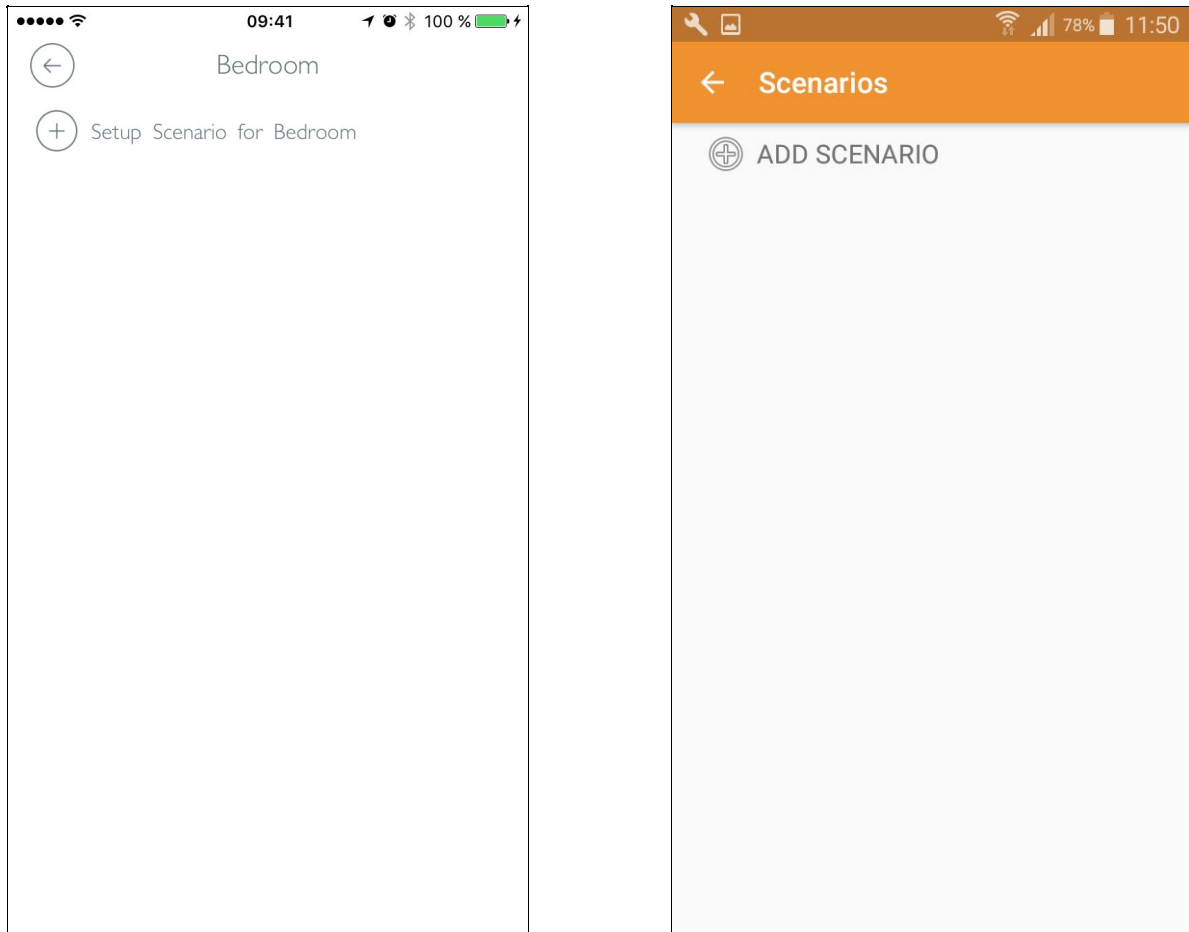 09:41
100 %
Bedroom
Setup Scenario for Bedroom
78% 11:50
Scenarios
ADD SCENARIO